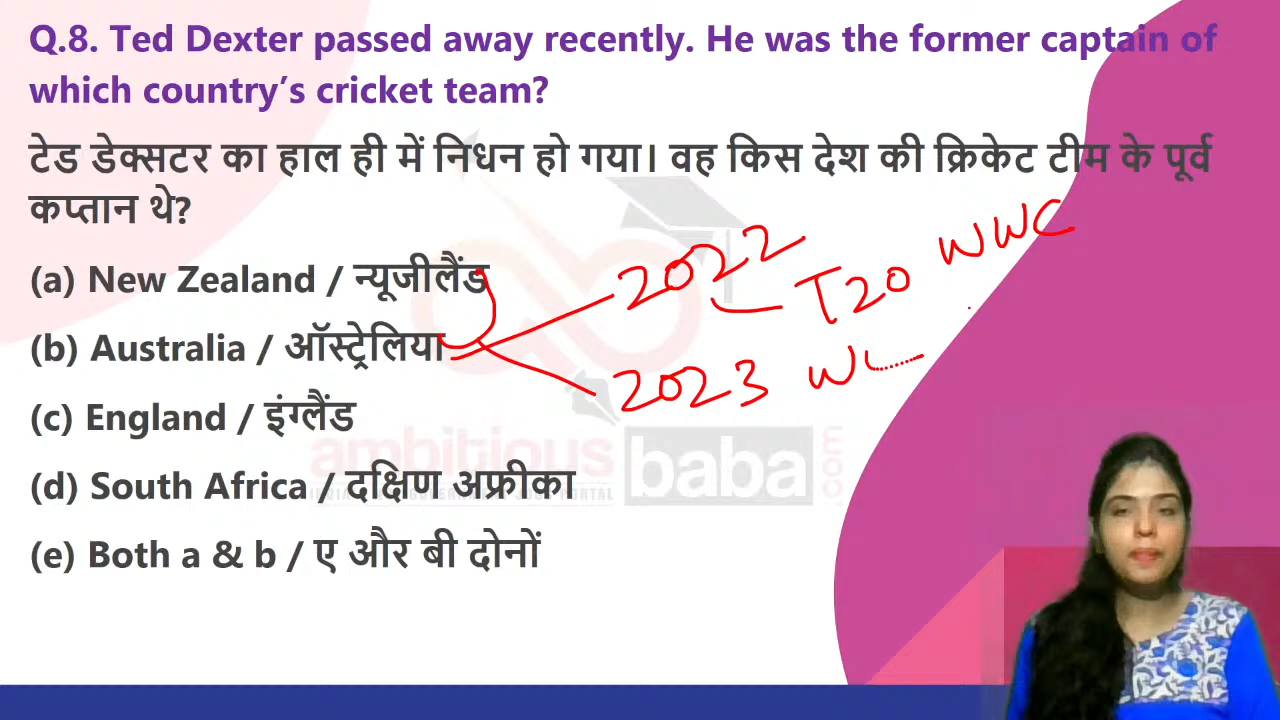 Q.8. Ted Dexter passed away recently. He was the former captain of
which country’s cricket team?
टेड डेक्सटर का हाल ही में निधन हो गया। वह किस देश की क्रिकेट टीम के पूर्व
कप्तान थे?
(a) New Zealand / न्यूजीलैंड
(b) Australia / ऑस्ट्रेलिया
(c) England / इंग्लैंड
(d) South Africa / दक्षिण अफ्रीका
(e) Both a & b / ए और बी दोनों
2022
T20 WWC
2023 WC
ambitious baba .com